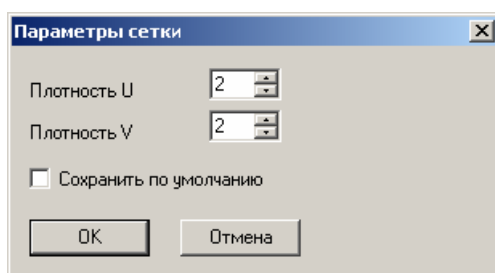 Параметры сетки
Плотность U 2
Плотность V 2
Сохранить по умолчанию
OK Отмена